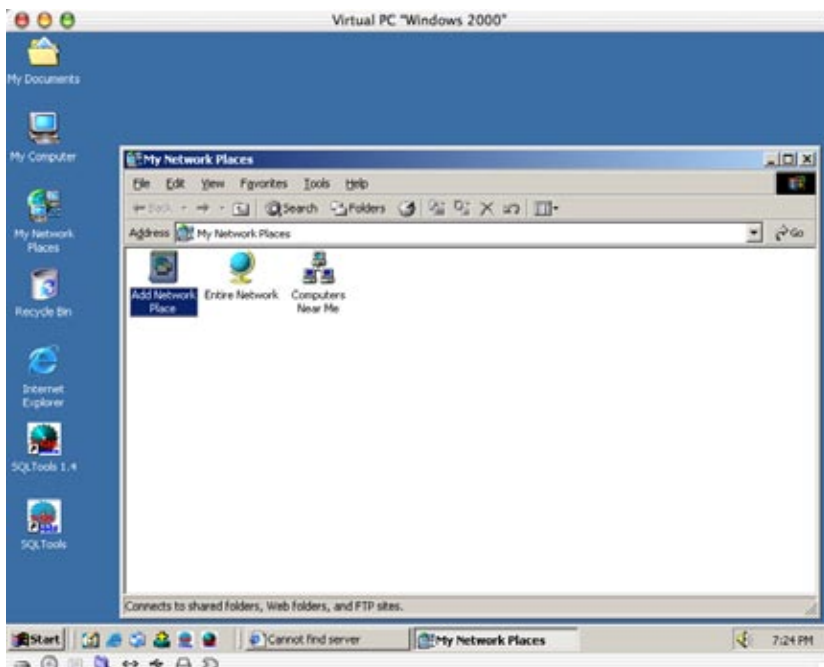 Virtual PC "Windows 2000"
My Documents
My Computer
My Network
Places
Recycle Bin
Internet
Explorer
SQLTools 1.4
SQLTools
My Network Places
File Edit View Favorites Tools Help
Back Search Folders
Address My Network Places Go
Add Network
Place
Entire Network
Computers
Near Me
Connects to shared folders, Web folders, and FTP sites.
Start Cannot find server My Network Places 7:24 PM